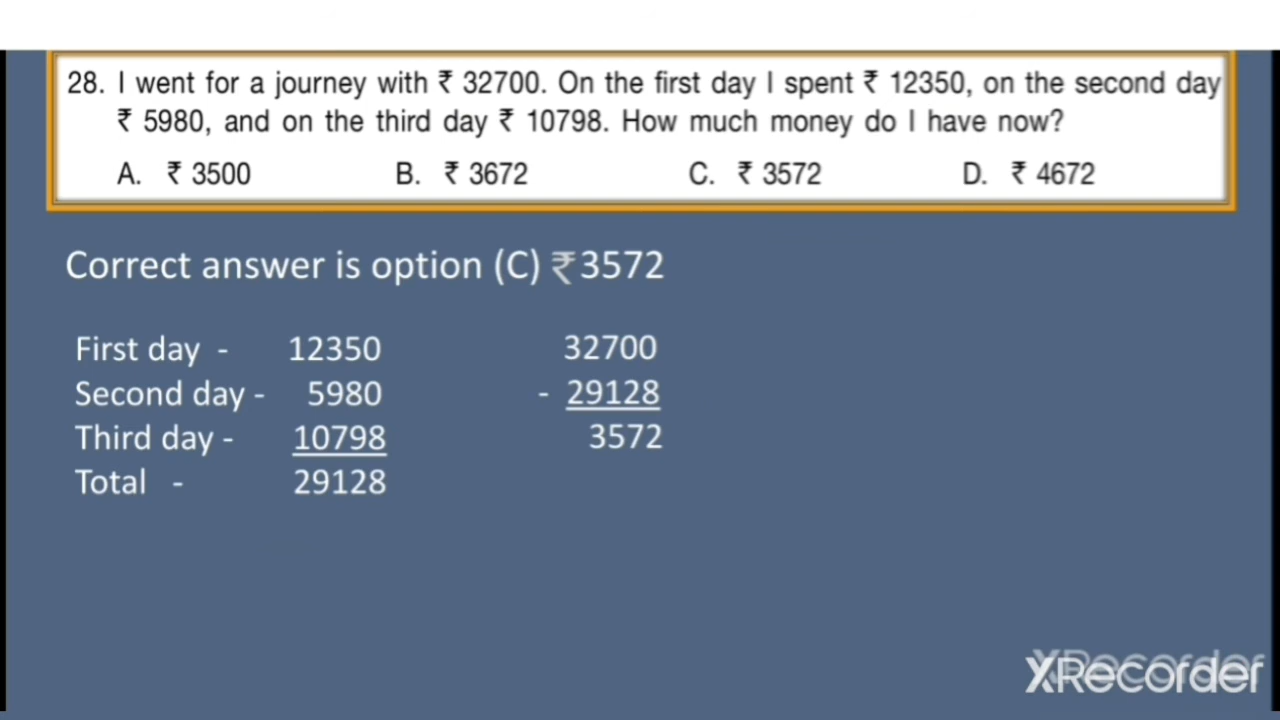 28. I went for a journey with ₹ 32700. On the first day I spent ₹ 12350, on the second day
₹ 5980, and on the third day ₹ 10798. How much money do I have now?
A. ₹ 3500 B. ₹ 3672 C. ₹ 3572 D. ₹ 4672
Correct answer is option (C) ₹3572
First day - 12350 32700
Second day - 5980 - 29128
Third day - 10798 3572
Total - 29128
XRecorder